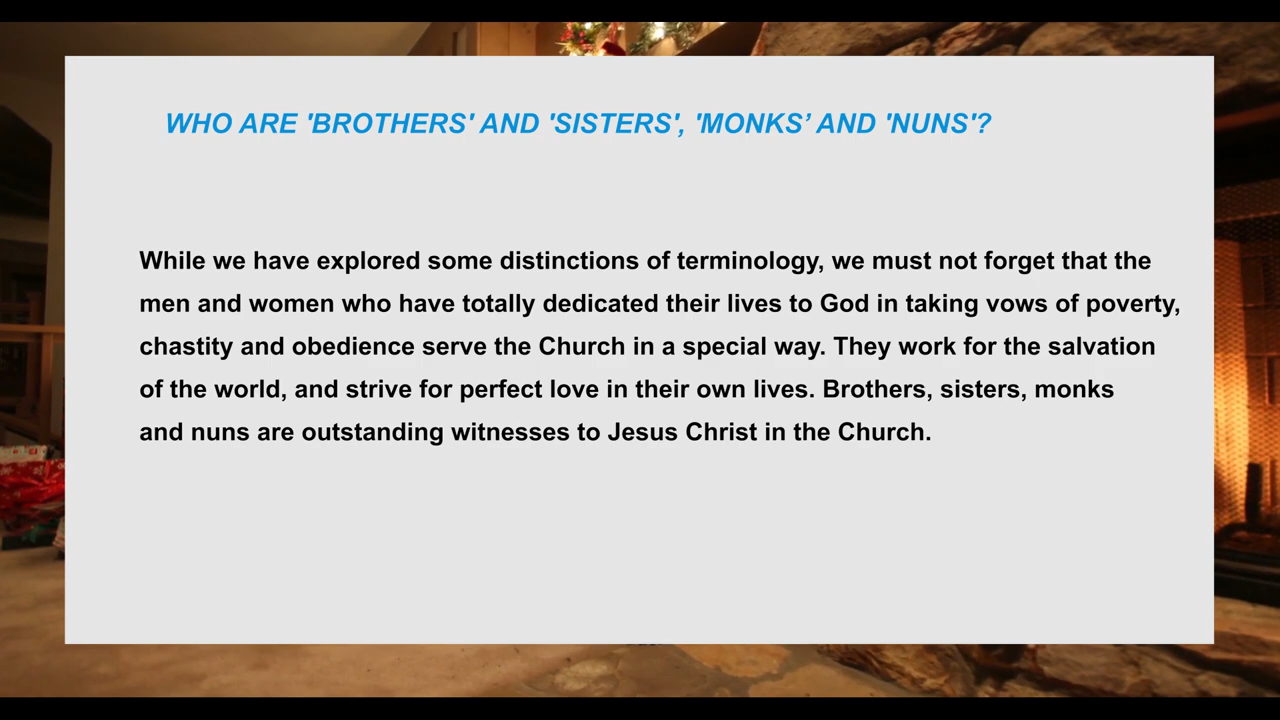 WHO ARE 'BROTHERS' AND 'SISTERS', 'MONKS’ AND 'NUNS'?
While we have explored some distinctions of terminology, we must not forget that the
men and women who have totally dedicated their lives to God in taking vows of poverty,
chastity and obedience serve the Church in a special way. They work for the salvation
of the world, and strive for perfect love in their own lives. Brothers, sisters, monks
and nuns are outstanding witnesses to Jesus Christ in the Church.